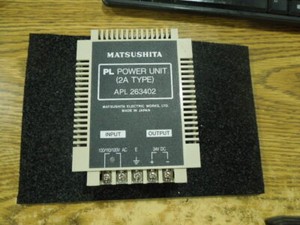 MATSUSHITA
PL POWER UNIT
(2A TYPE)
APL 263402
MATSUSHITA ELECTRIC WORKS, LTD.
MADE IN JAPAN
INPUT OUTPUT
AC E 24V DC
+ -